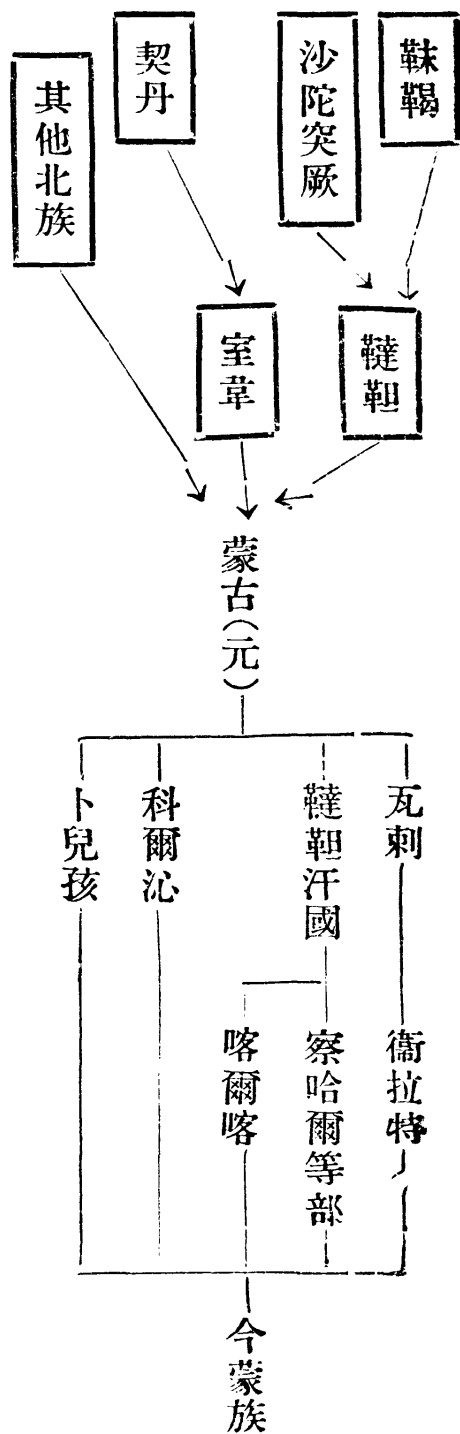 靺鞨
沙陀突厥
契丹
其他北族
韃靼
室韋
蒙古(元)
瓦剌
韃靼汗國
科爾沁
卜兒孩
衞拉特
察哈爾等部
喀爾喀
今蒙族